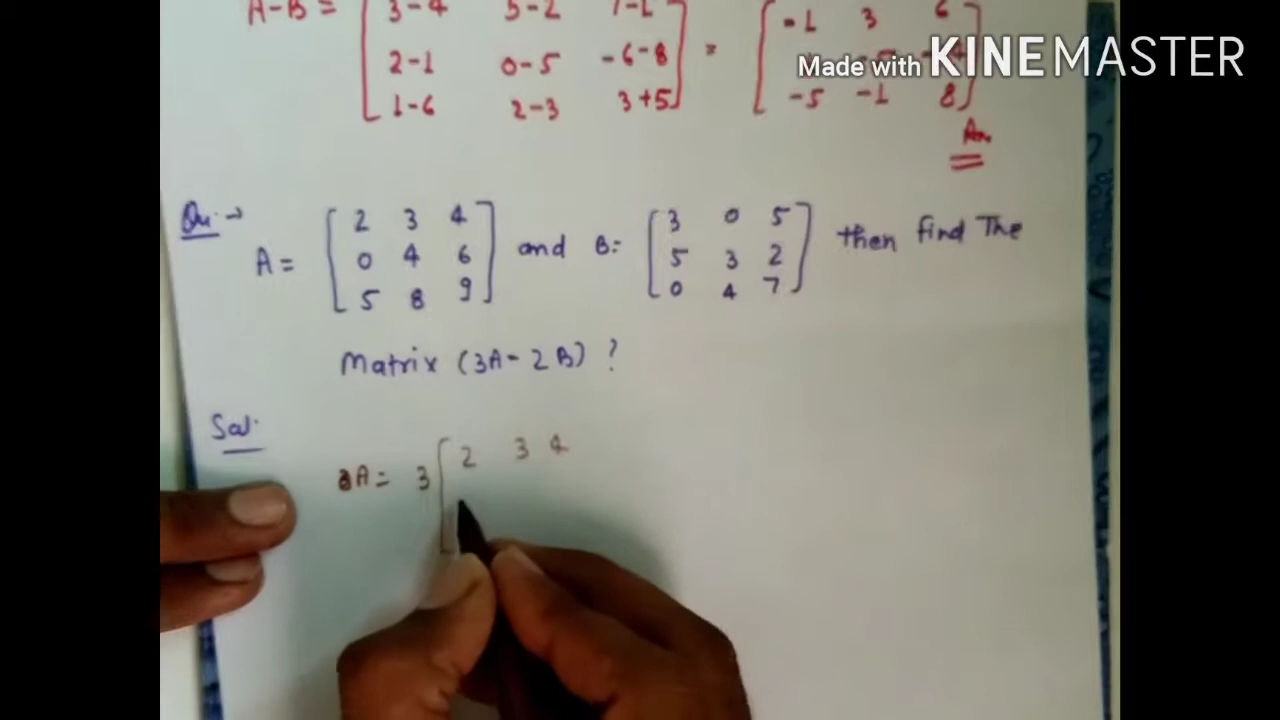 A-B = [ 3-4 5-2 7-1 ] = [ -1 3 6 ]
2-1 0-5 -6-8
1-6 2-3 3+5 -5 -1 8
Ans
Made with KINEMASTER
Qu:→
A = [ 2 3 4 ] and B = [ 3 0 5 ] then find The
0 4 6 5 3 2
5 8 9 0 4 7
Matrix (3A-2B) ?
Sol.
3A = 3 [ 2 3 4